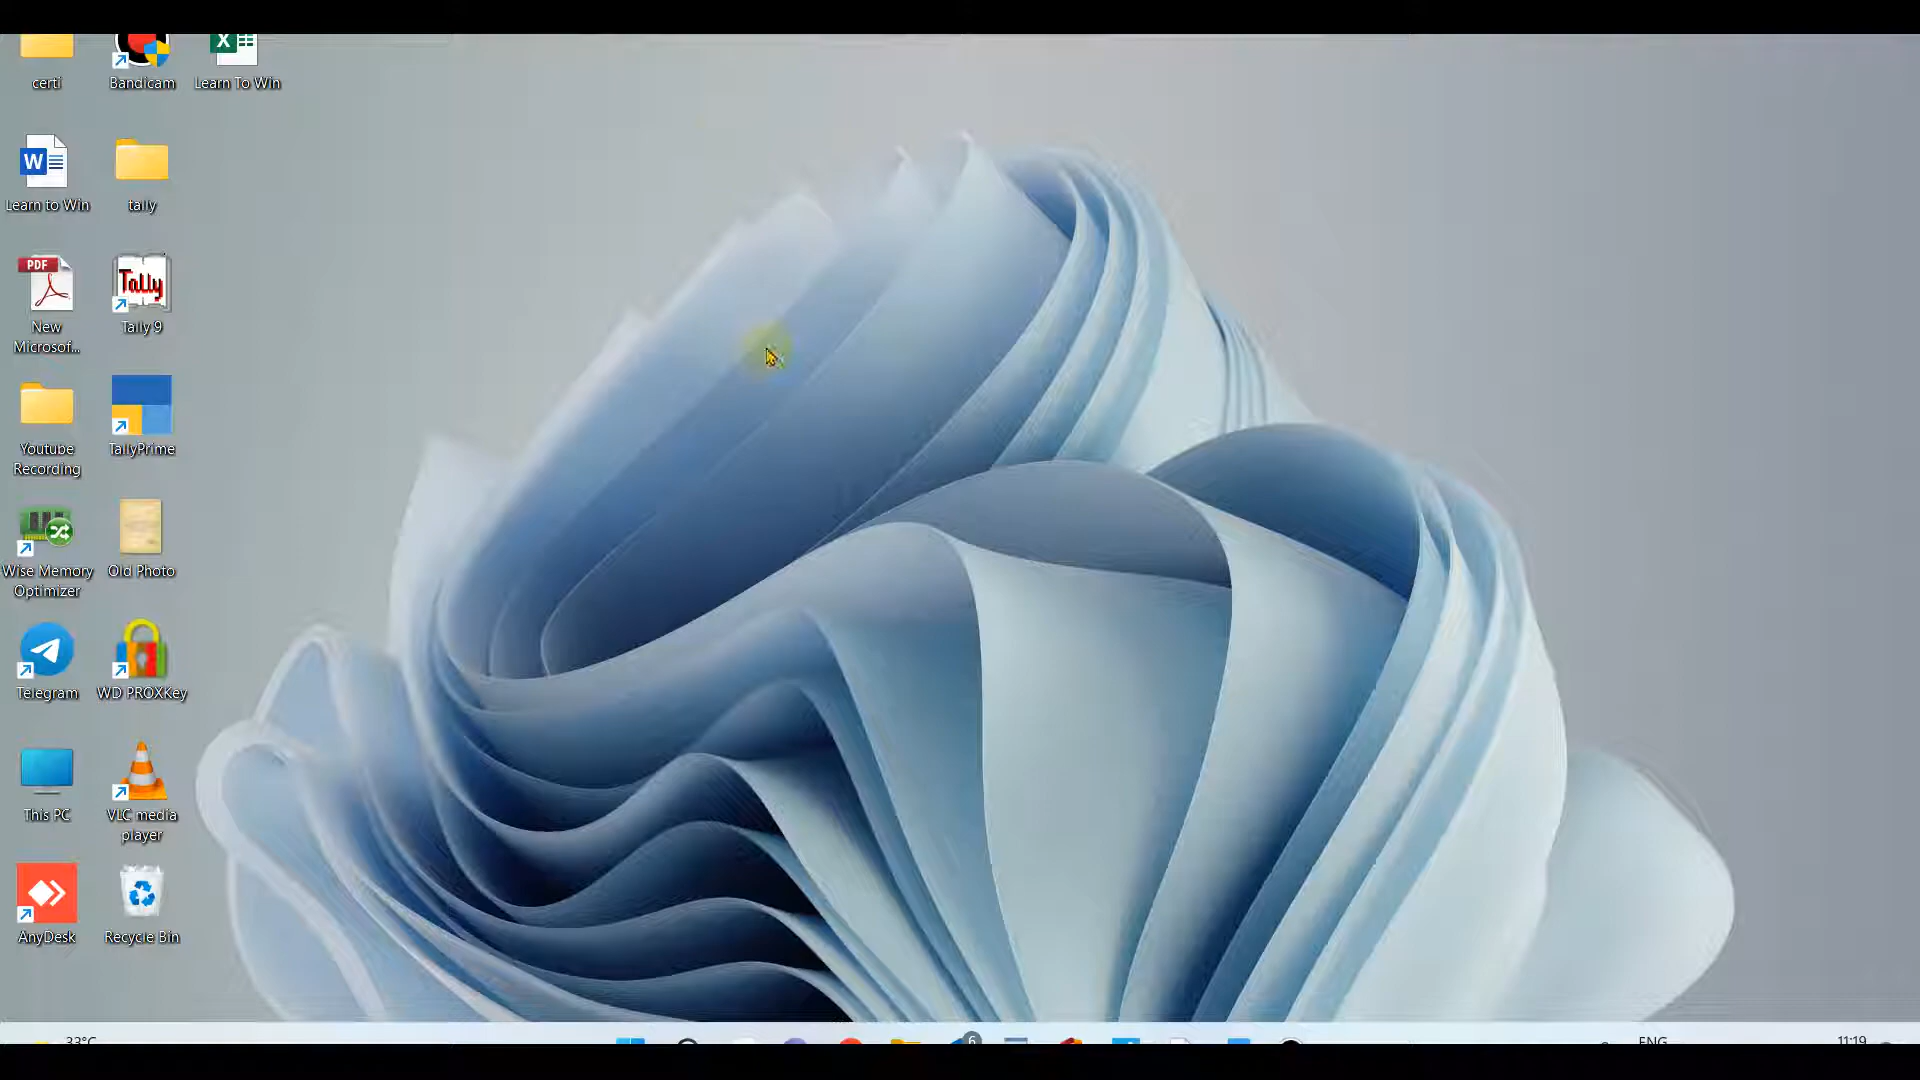 certi
Bandicam
Learn To Win
Learn to Win
tally
PDF
New
Microsof...
Tally
Tally 9
Youtube
Recording
TallyPrime
Wise Memory
Optimizer
Old Photo
Telegram
WD PROXKey
This PC
VLC media
player
AnyDesk
Recycle Bin
33°C
6
ENG
11:19